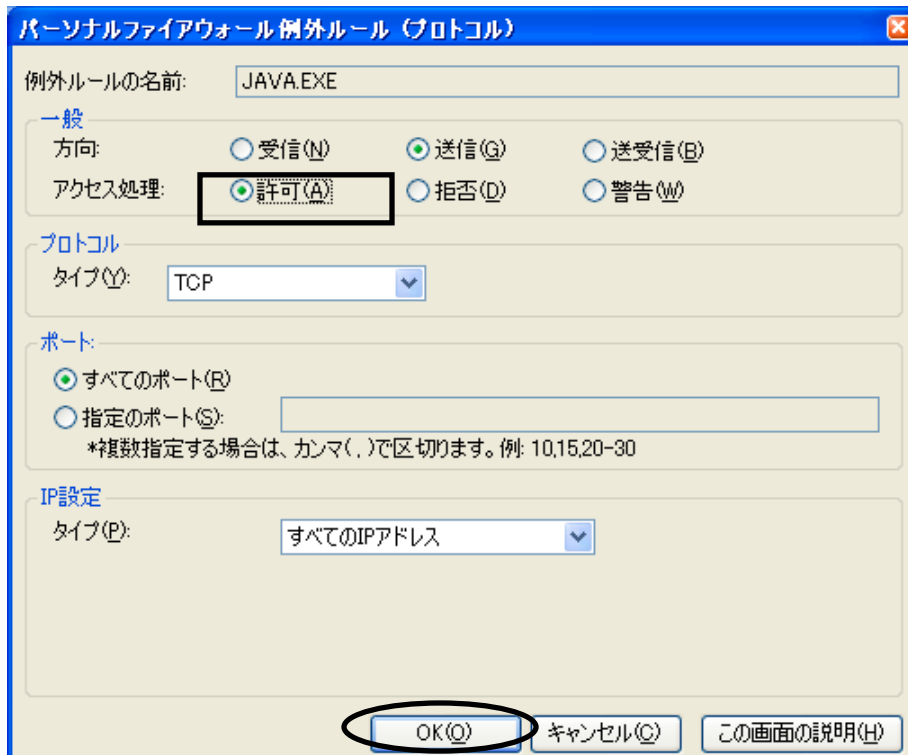 パーソナルファイアウォール例外ルール（プロトコル）
例外ルールの名前: JAVA.EXE
一般
方向: 受信(N) 送信(G) 送受信(B)
アクセス処理: 許可(A) 拒否(D) 警告(W)
プロトコル
タイプ(Y): TCP
ポート:
すべてのポート(R)
指定のポート(S):
*複数指定する場合は、カンマ(,)で区切ります。例: 10,15,20-30
IP設定
タイプ(P): すべてのIPアドレス
OK(O) キャンセル(C) この画面の説明(H)